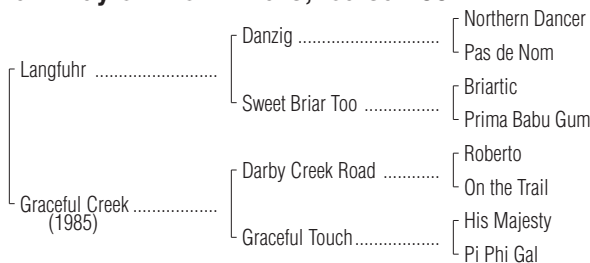 Northern Dancer
Danzig ................................
Pas de Nom
Langfuhr ...........................
Briartic
Sweet Briar Too .................
Prima Babu Gum
Roberto
Darby Creek Road ............
On the Trail
Graceful Creek ...................
(1985)
His Majesty
Graceful Touch...................
Pi Phi Gal